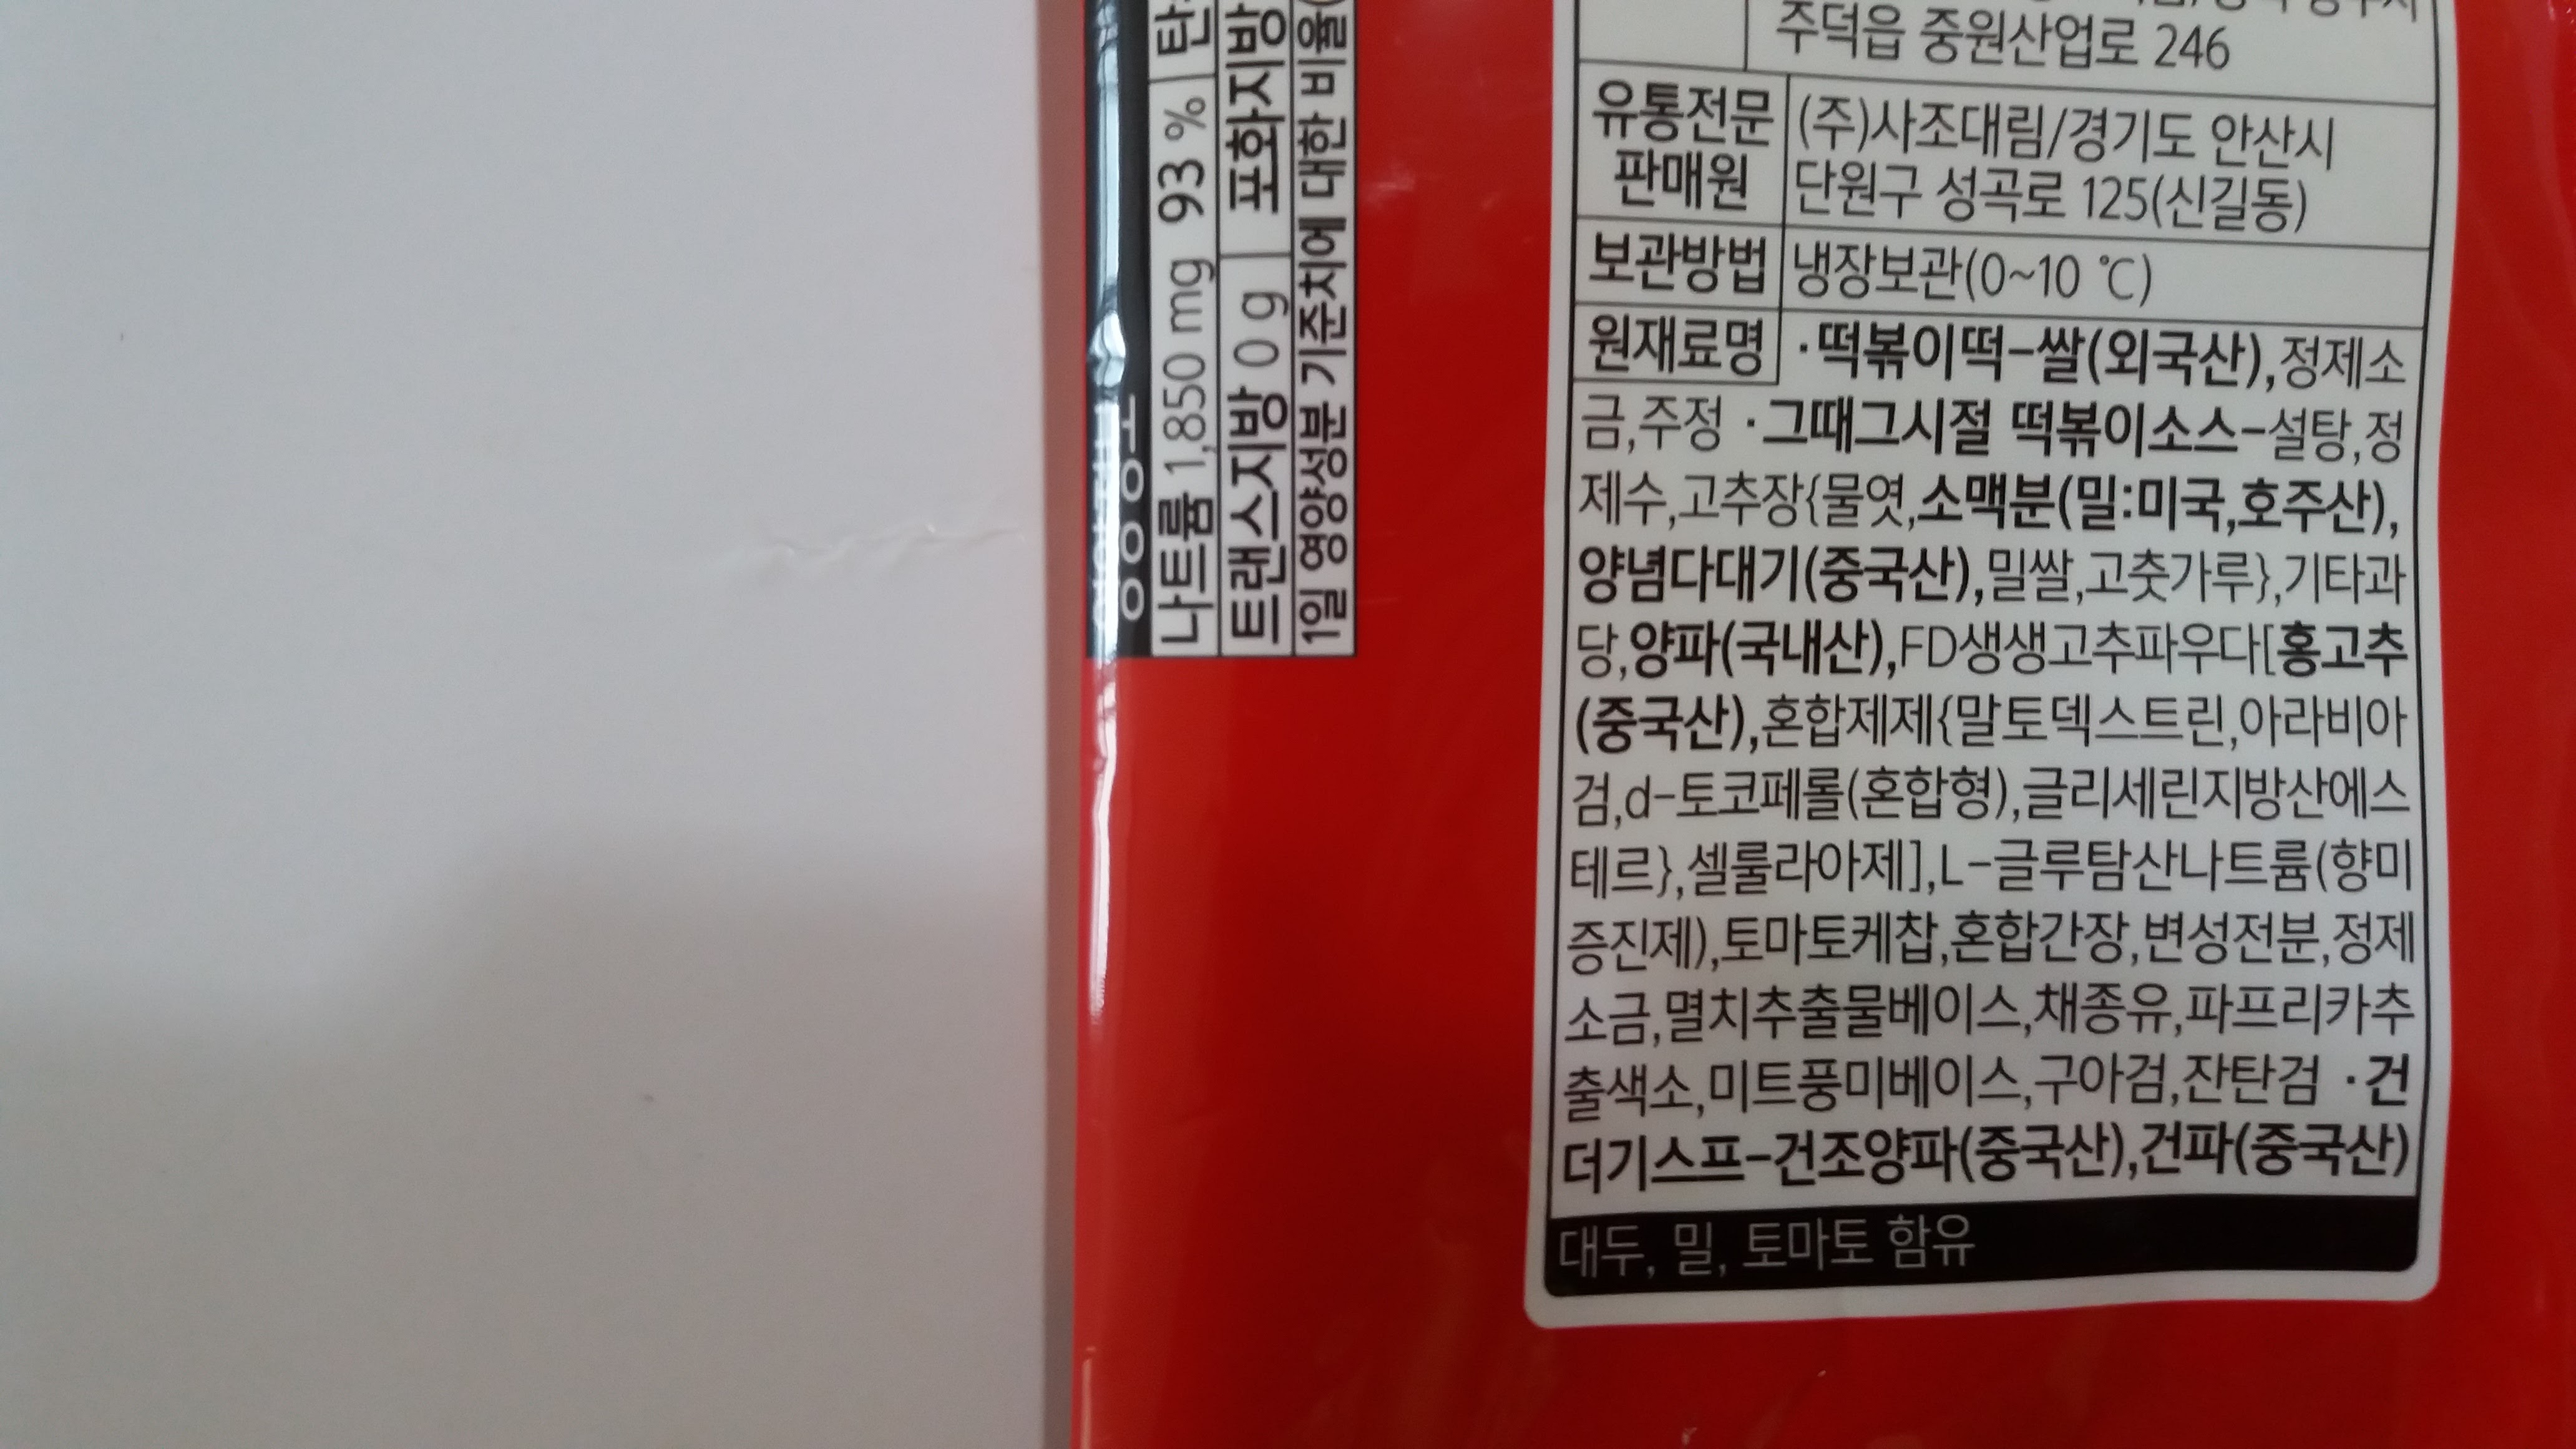 주덕읍 중원산업로 246
유통전문
판매원
(주)사조대림/경기도 안산시
단원구 성곡로 125(신길동)
보관방법
냉장보관(0~10 ℃)
원재료명
·떡볶이떡-쌀(외국산),정제소
금,주정 ·그때그시절 떡볶이소스-설탕,정
제수,고추장{물엿,소맥분(밀:미국,호주산),
양념다대기(중국산),밀쌀,고춧가루},기타과
당,양파(국내산),FD생생고추파우다[홍고추
(중국산),혼합제제{말토덱스트린,아라비아
검,d-토코페롤(혼합형),글리세린지방산에스
테르},셀룰라아제],L-글루탐산나트륨(향미
증진제),토마토케찹,혼합간장,변성전분,정제
소금,멸치추출물베이스,채종유,파프리카추
출색소,미트풍미베이스,구아검,잔탄검 ·건
더기스프-건조양파(중국산),건파(중국산)
대두, 밀, 토마토 함유
나트륨 1,850 mg 93 % 탄
트랜스지방 0 g 포화지방
1일 영양성분 기준치에 대한 비율(